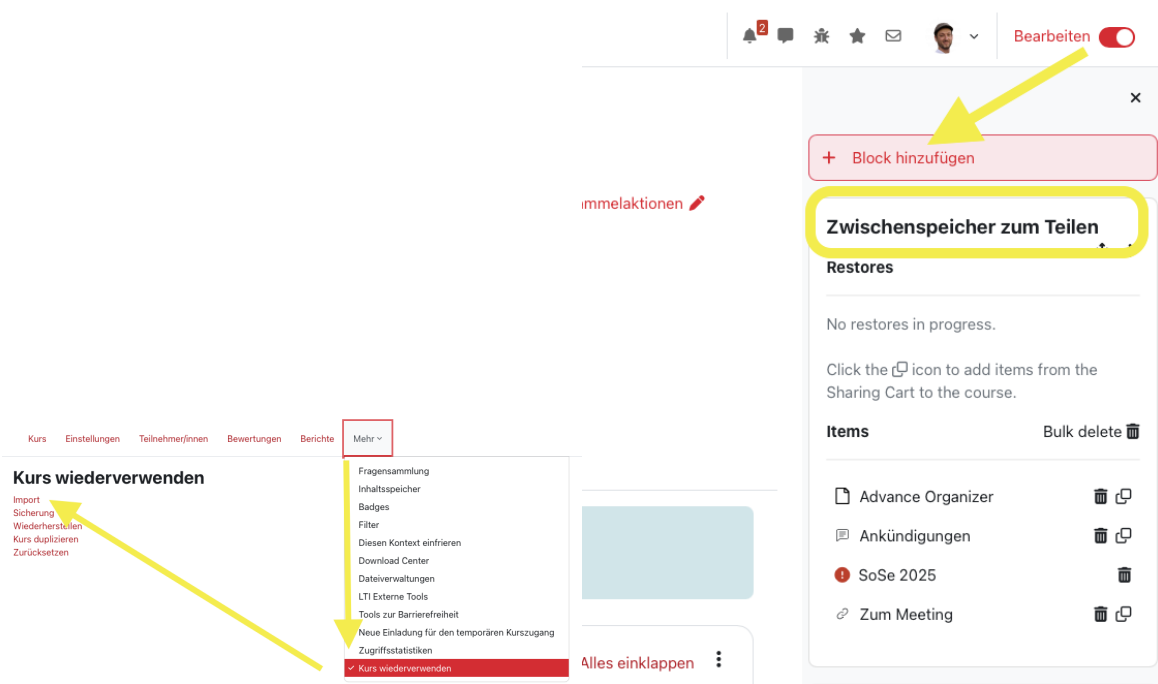 2
Bearbeiten
+ Block hinzufügen
mmelaktionen
Zwischenspeicher zum Teilen
Restores
No restores in progress.
Click the icon to add items from the
Sharing Cart to the course.
Items
Bulk delete
Advance Organizer
Ankündigungen
SoSe 2025
Zum Meeting
Alles einklappen
Kurs
Einstellungen
Teilnehmer/innen
Bewertungen
Berichte
Mehr
Kurs wiederverwenden
Import
Sicherung
Wiederherstellen
Kurs duplizieren
Zurücksetzen
Fragensammlung
Inhaltsspeicher
Badges
Filter
Diesen Kontext einfrieren
Download Center
Dateiverwaltungen
LTI Externe Tools
Tools zur Barrierefreiheit
Neue Einladung für den temporären Kurszugang
Zugriffsstatistiken
Kurs wiederverwenden